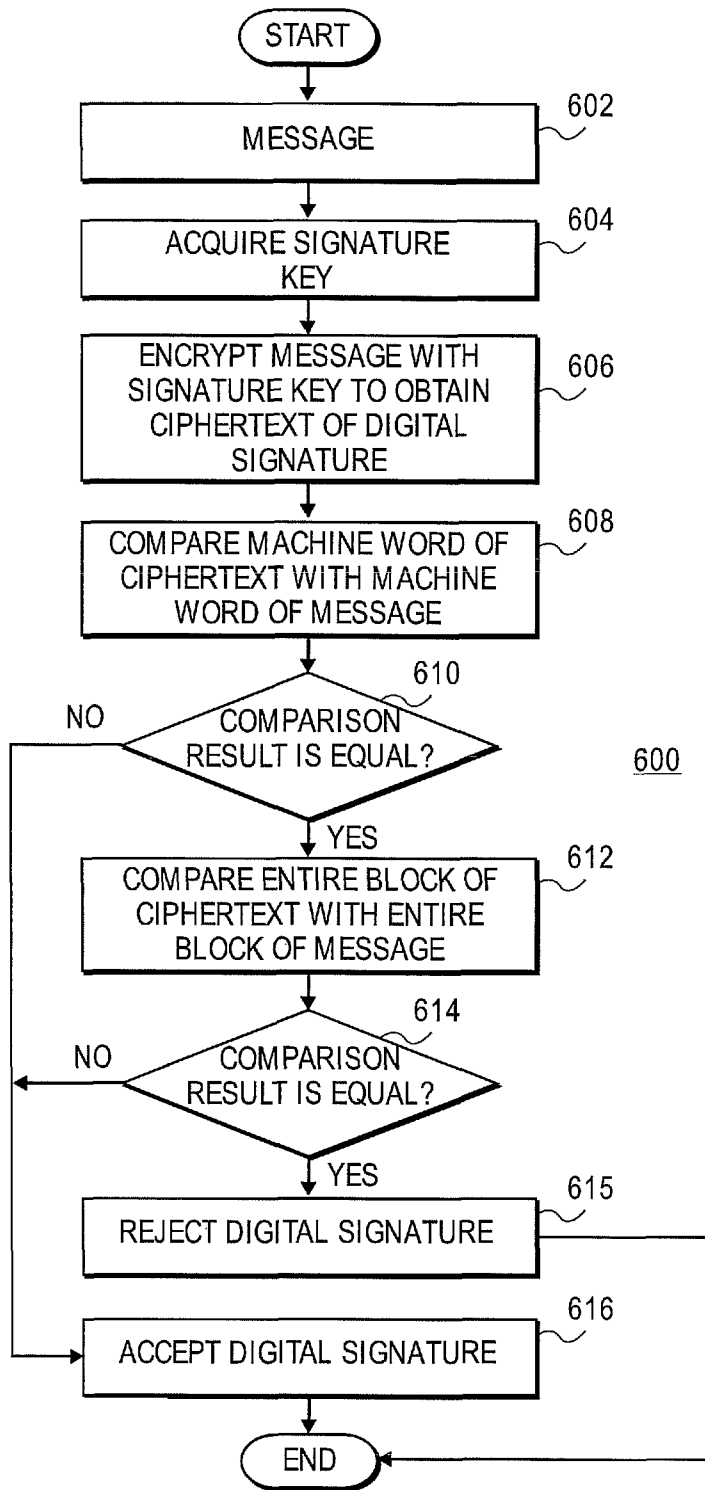 START
602
MESSAGE
604
ACQUIRE SIGNATURE
KEY
ENCRYPT MESSAGE WITH
SIGNATURE KEY TO OBTAIN
CIPHERTEXT OF DIGITAL
SIGNATURE
606
608
COMPARE MACHINE WORD OF
CIPHERTEXT WITH MACHINE
WORD OF MESSAGE
610
NO
COMPARISON
RESULT IS EQUAL?
600
YES
612
COMPARE ENTIRE BLOCK OF
CIPHERTEXT WITH ENTIRE
BLOCK OF MESSAGE
614
NO
COMPARISON
RESULT IS EQUAL?
YES
615
REJECT DIGITAL SIGNATURE
616
ACCEPT DIGITAL SIGNATURE
END